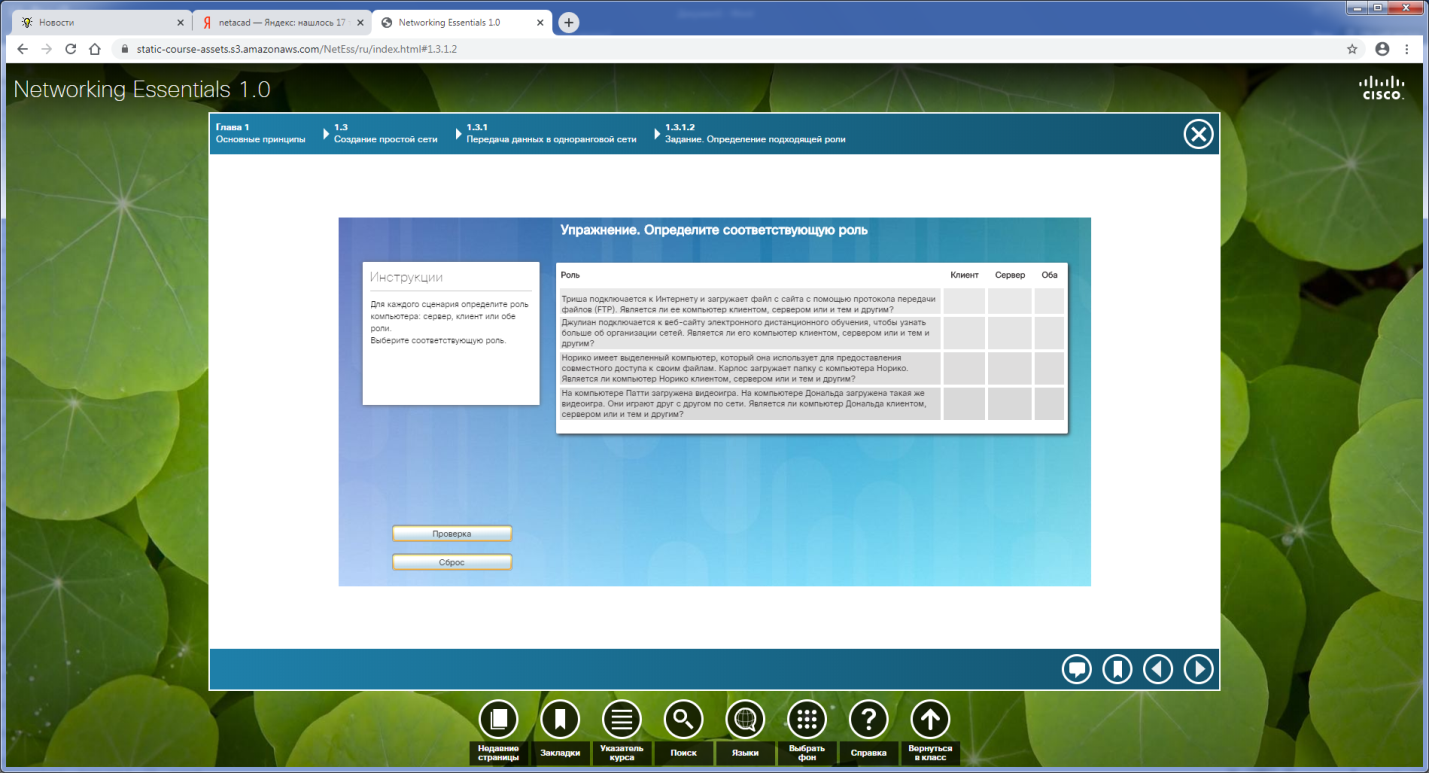 Новости
netacad — Яндекс: нашлось 17
Networking Essentials 1.0
static-course-assets.s3.amazonaws.com/NetEss/ru/index.html#1.3.1.2
Networking Essentials 1.0
cisco.
Глава 1
Основные принципы
1.3
Создание простой сети
1.3.1
Передача данных в одноранговой сети
1.3.1.2
Задание. Определение подходящей роли
Упражнение. Определите соответствующую роль
Инструкции
Для каждого сценария определите роль
компьютера: сервер, клиент или обе
роли.
Выберите соответствующую роль.
Роль Клиент Сервер Оба
Триша подключается к Интернету и загружает файл с сайта с помощью протокола передачи
файлов (FTP). Является ли ее компьютер клиентом, сервером или и тем и другим?
Джулиан подключается к веб-сайту электронного дистанционного обучения, чтобы узнать
больше об организации сетей. Является ли его компьютер клиентом, сервером или и тем и
другим?
Норико имеет выделенный компьютер, который она использует для предоставления
совместного доступа к своим файлам. Карлос загружает папку с компьютера Норико.
Является ли компьютер Норико клиентом, сервером или и тем и другим?
На компьютере Патти загружена видеоигра. На компьютере Дональда загружена такая же
видеоигра. Они играют друг с другом по сети. Является ли компьютер Дональда клиентом,
сервером или и тем и другим?
Проверка
Сброс
Недавние
страницы
Закладки
Указатель
курса
Поиск
Языки
Выбрать
фон
Справка
Вернуться
в класс